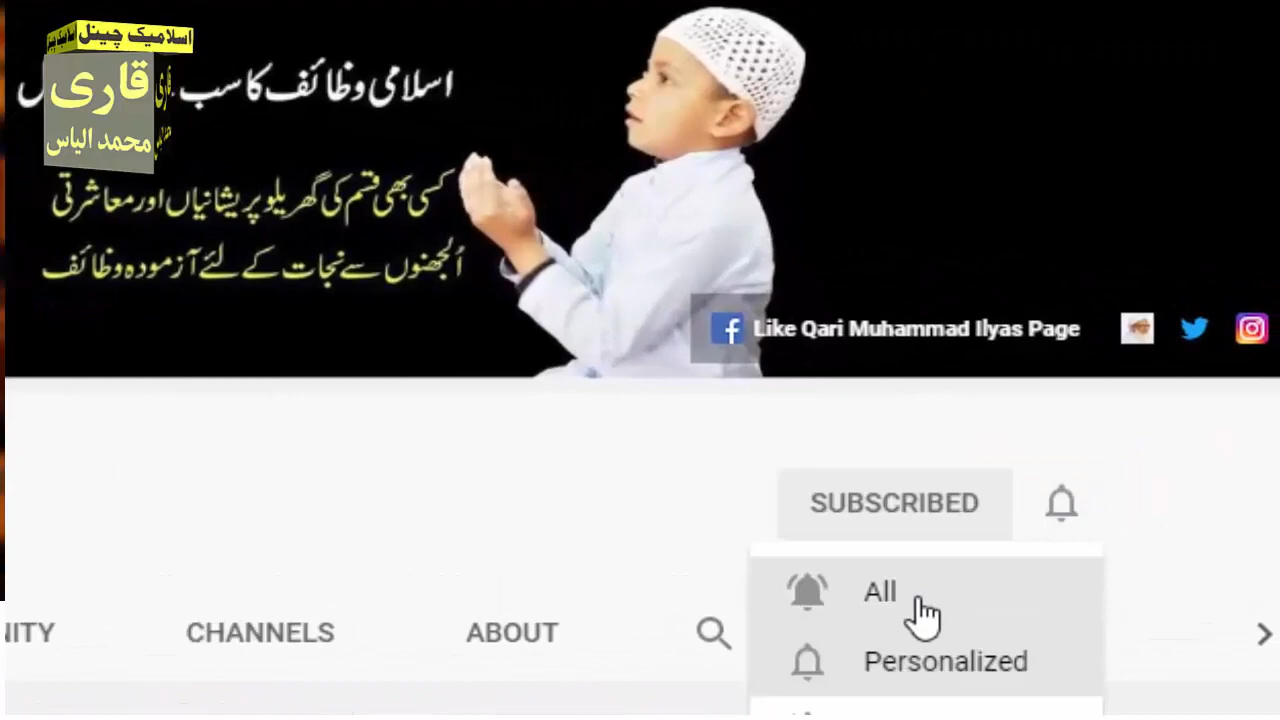 اسلامیک چینل
قاری
محمد الیاس
اسلامی وظائف کا سب
کسی بھی قسم کی گھریلو پریشانیاں اور معاشرتی
اُلجھنوں سے نجات کے لئے آزمودہ وظائف
Like Qari Muhammad Ilyas Page
SUBSCRIBED
All
NITY
CHANNELS
ABOUT
Personalized